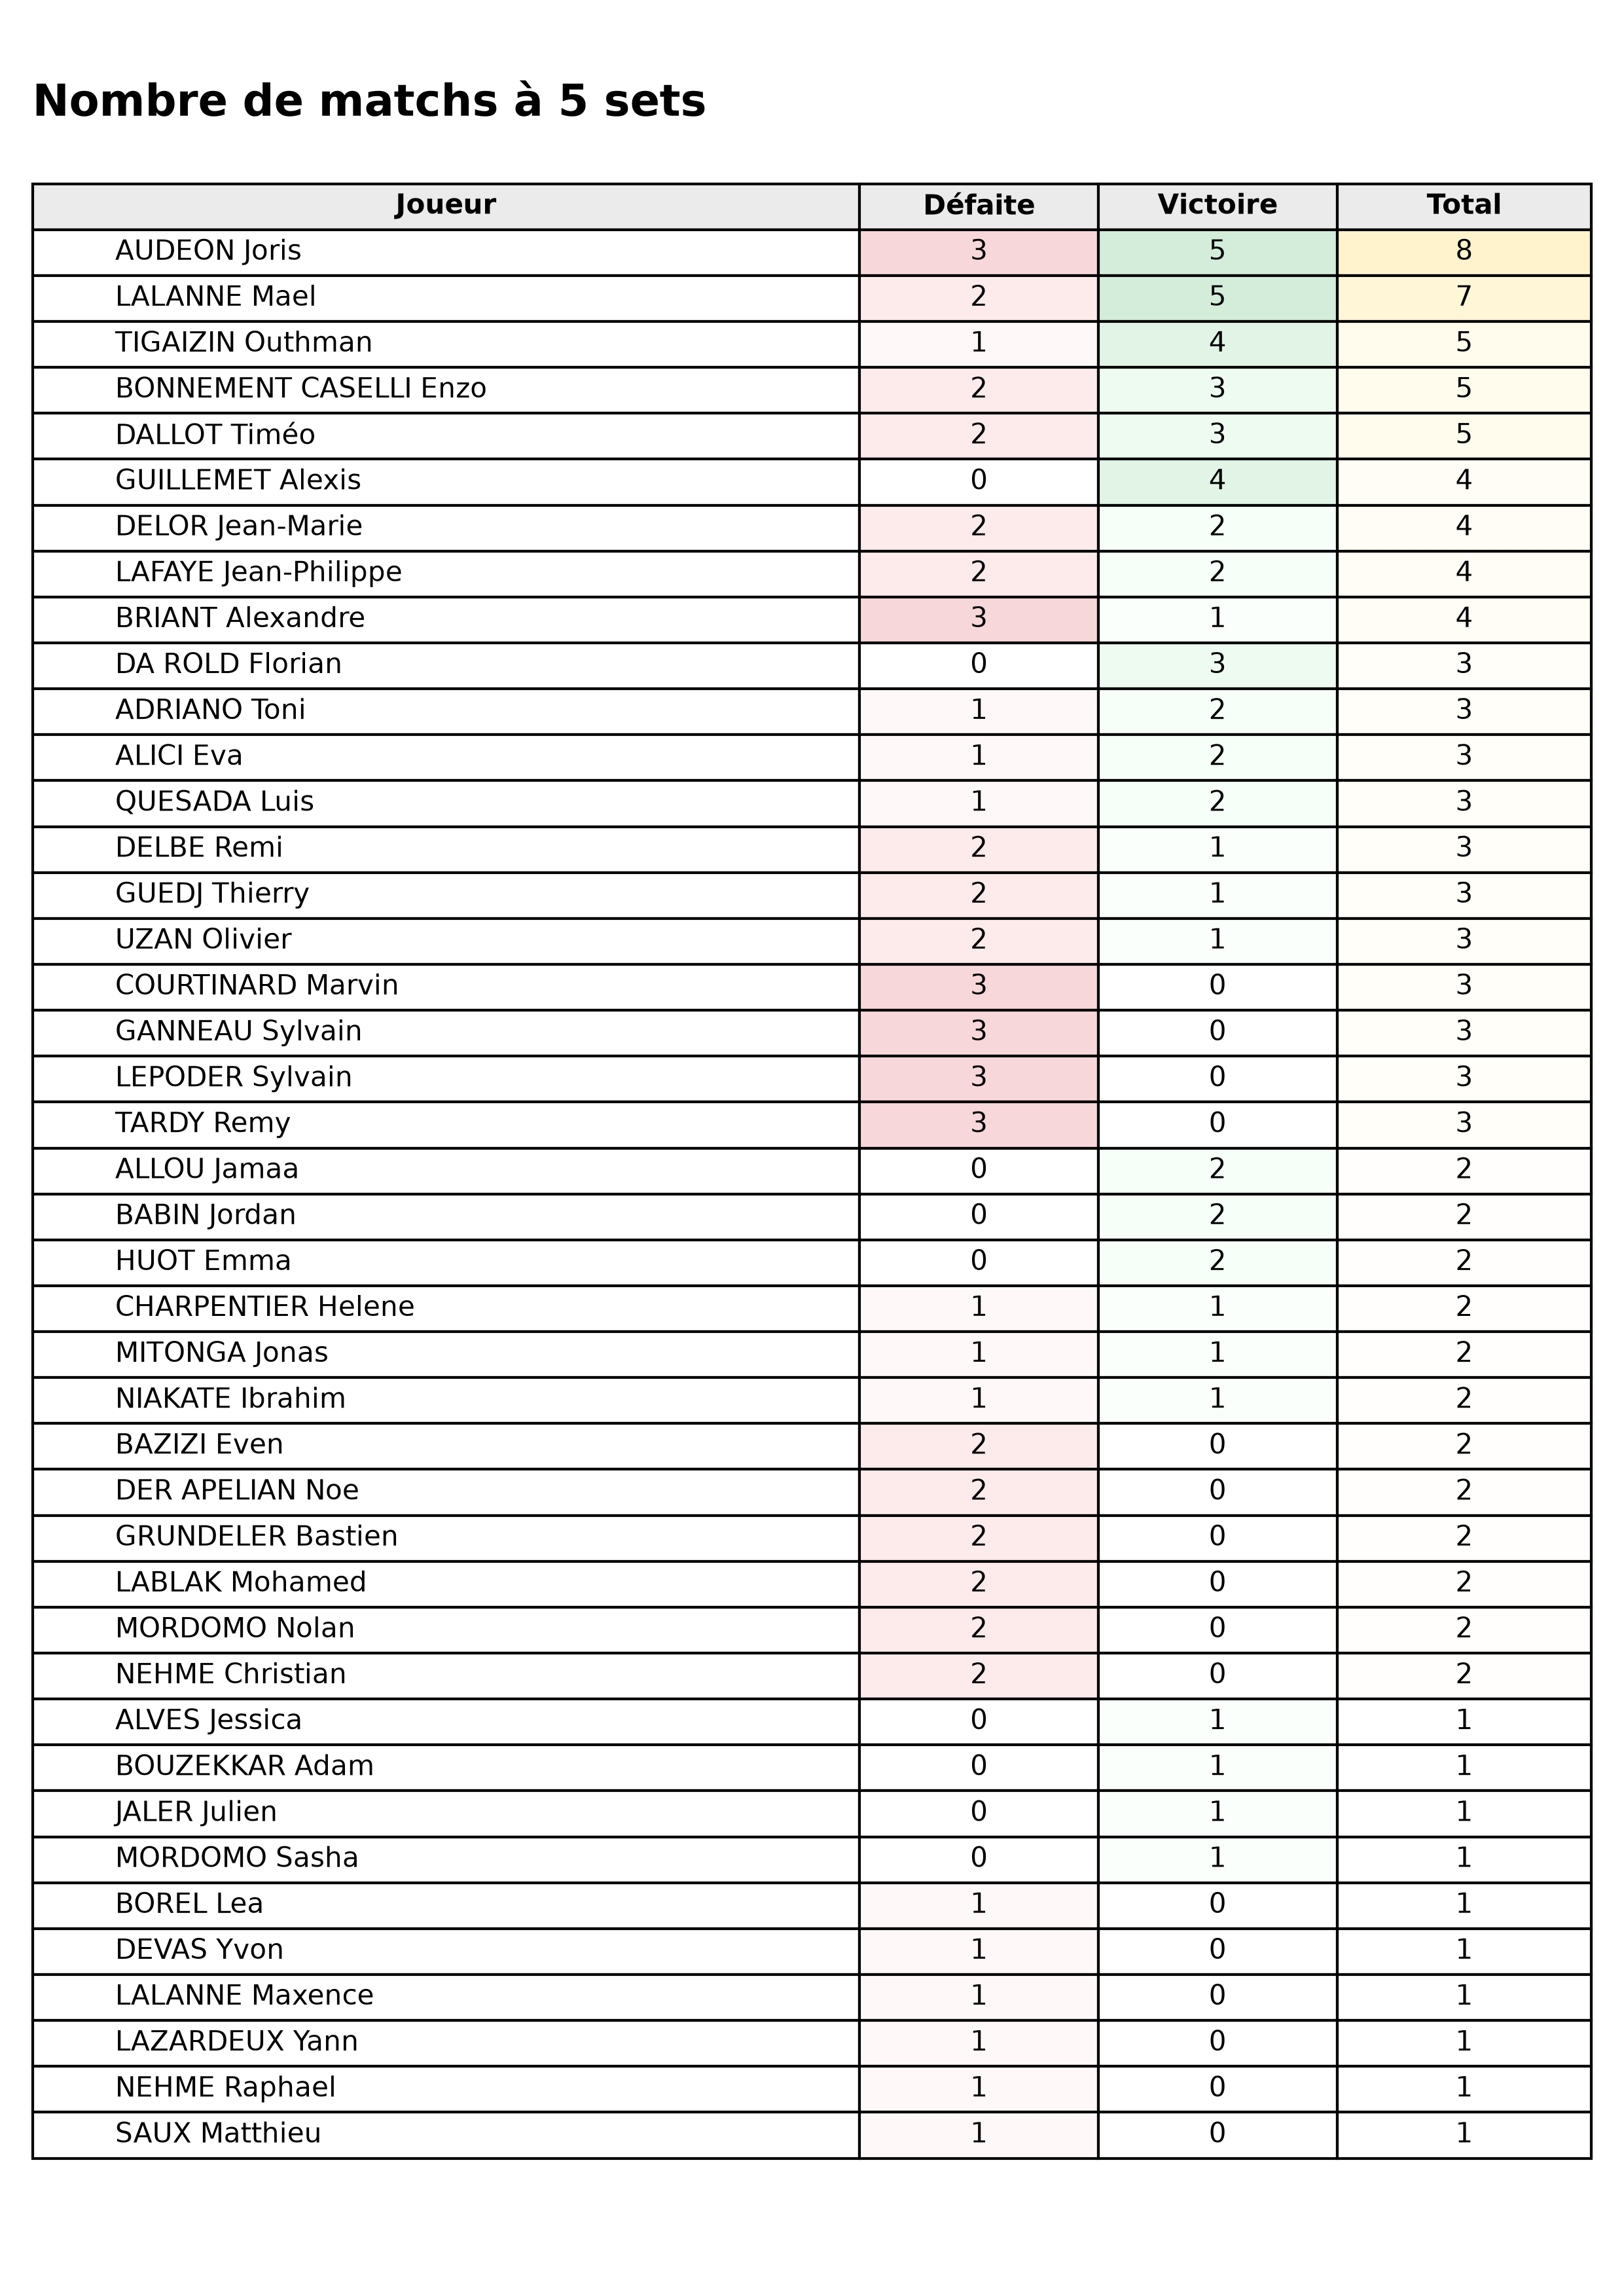 Nombre de matchs à 5 sets
Joueur Défaite Victoire Total
AUDEON Joris 3 5 8
LALANNE Mael 2 5 7
TIGAIZIN Outhman 1 4 5
BONNEMENT CASELLI Enzo 2 3 5
DALLOT Timéo 2 3 5
GUILLEMET Alexis 0 4 4
DELOR Jean-Marie 2 2 4
LAFAYE Jean-Philippe 2 2 4
BRIANT Alexandre 3 1 4
DA ROLD Florian 0 3 3
ADRIANO Toni 1 2 3
ALICI Eva 1 2 3
QUESADA Luis 1 2 3
DELBE Remi 2 1 3
GUEDJ Thierry 2 1 3
UZAN Olivier 2 1 3
COURTINARD Marvin 3 0 3
GANNEAU Sylvain 3 0 3
LEPODER Sylvain 3 0 3
TARDY Remy 3 0 3
ALLOU Jamaa 0 2 2
BABIN Jordan 0 2 2
HUOT Emma 0 2 2
CHARPENTIER Helene 1 1 2
MITONGA Jonas 1 1 2
NIAKATE Ibrahim 1 1 2
BAZIZI Even 2 0 2
DER APELIAN Noe 2 0 2
GRUNDELER Bastien 2 0 2
LABLAK Mohamed 2 0 2
MORDOMO Nolan 2 0 2
NEHME Christian 2 0 2
ALVES Jessica 0 1 1
BOUZEKKAR Adam 0 1 1
JALER Julien 0 1 1
MORDOMO Sasha 0 1 1
BOREL Lea 1 0 1
DEVAS Yvon 1 0 1
LALANNE Maxence 1 0 1
LAZARDEUX Yann 1 0 1
NEHME Raphael 1 0 1
SAUX Matthieu 1 0 1